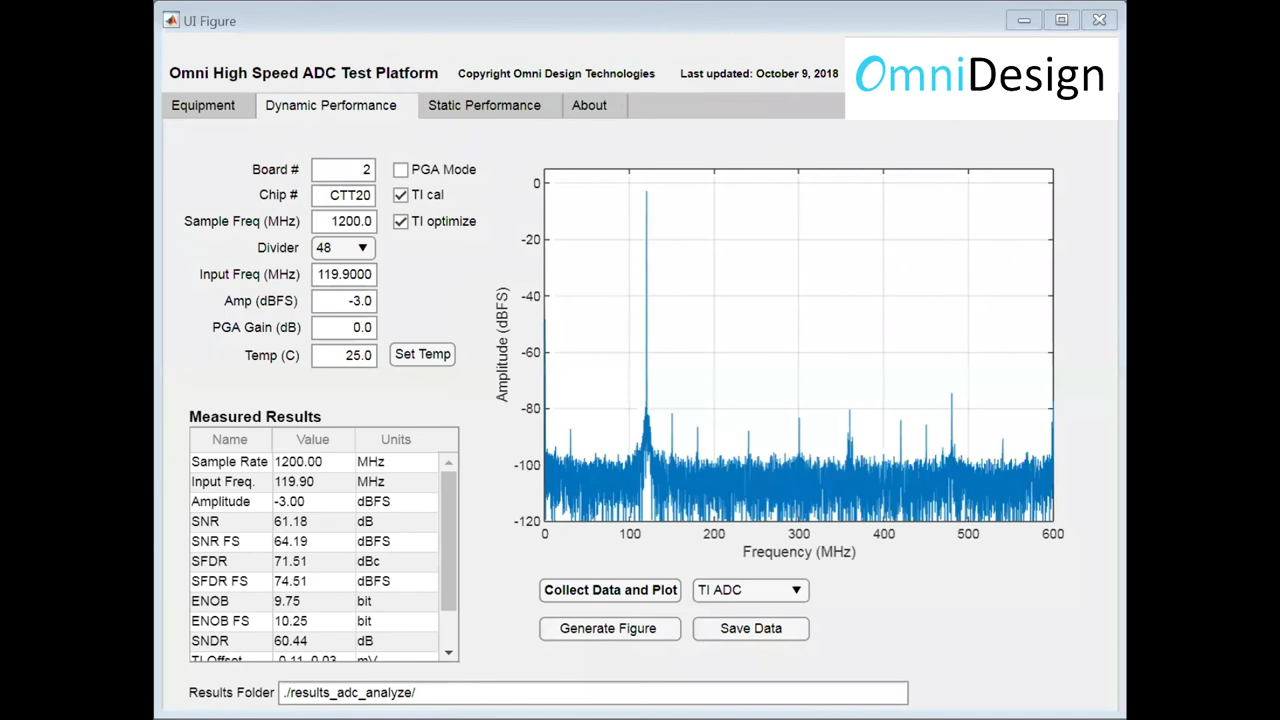 UI Figure
Omni High Speed ADC Test Platform Copyright Omni Design Technologies Last updated: October 9, 2018
OmniDesign
Equipment Dynamic Performance Static Performance About
Board # 2 PGA Mode
Chip # CTT20 TI cal
Sample Freq (MHz) 1200.0 TI optimize
Divider 48
Input Freq (MHz) 119.9000
Amp (dBFS) -3.0
PGA Gain (dB) 0.0
Temp (C) 25.0 Set Temp
Measured Results
Name Value Units
Sample Rate 1200.00 MHz
Input Freq. 119.90 MHz
Amplitude -3.00 dBFS
SNR 61.18 dB
SNR FS 64.19 dBFS
SFDR 71.51 dBc
SFDR FS 74.51 dBFS
ENOB 9.75 bit
ENOB FS 10.25 bit
SNDR 60.44 dB
Amplitude (dBFS)
0
-20
-40
-60
-80
-100
-120
0 100 200 300 400 500 600
Frequency (MHz)
Collect Data and Plot TI ADC
Generate Figure Save Data
Results Folder ./results_adc_analyze/